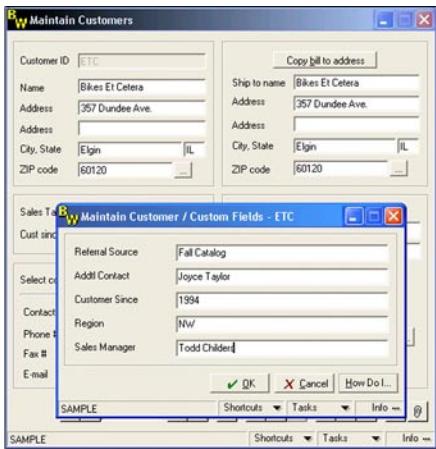 BW Maintain Customers
Customer ID ETC
Copy bill to address
Name Bikes Et Cetera
Ship to name Bikes Et Cetera
Address 357 Dundee Ave.
Address 357 Dundee Ave.
Address
Address
City, State Elgin IL
City, State Elgin IL
ZIP code 60120 ...
ZIP code 60120 ...
Sales Ta
Cust sinc
Select co
Contact
Phone #
Fax #
E-mail
BW Maintain Customer / Custom Fields - ETC
Referral Source Fall Catalog
Addtl Contact Joyce Taylor
Customer Since 1994
Region NW
Sales Manager Todd Childers
OK Cancel How Do I...
SAMPLE Shortcuts Tasks Info
SAMPLE Shortcuts Tasks Info